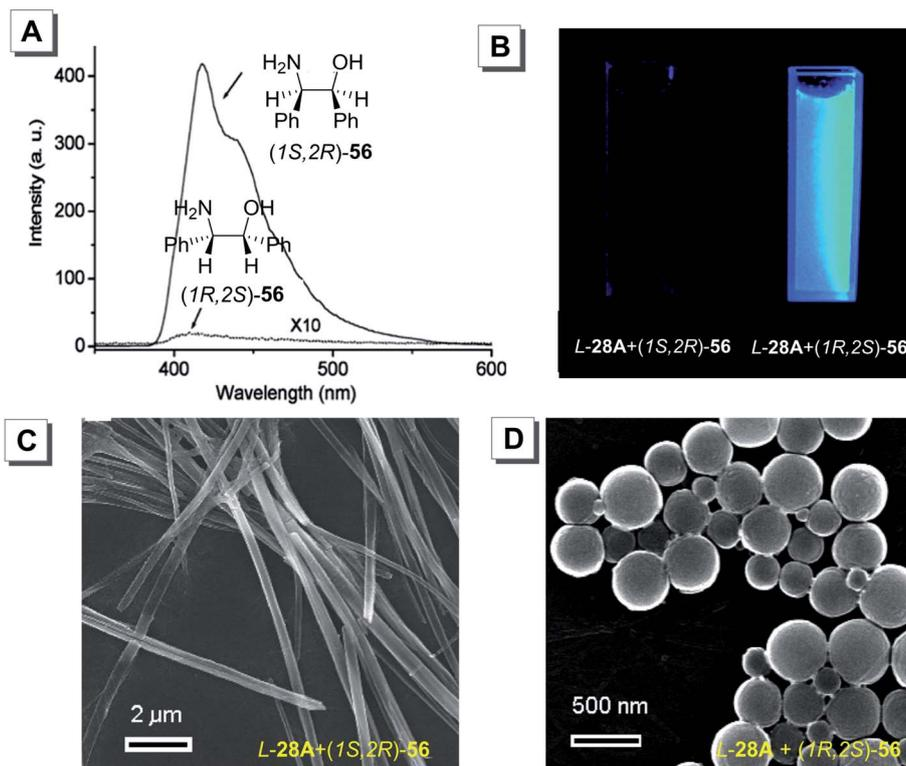 A
Intensity (a. u.)
400
300
200
100
0
400
500
600
Wavelength (nm)
H₂N OH
H H
Ph Ph
(1S,2R)-56
H₂N OH
Ph Ph
H H
(1R,2S)-56
X10
B
L-28A+(1S,2R)-56 L-28A+(1R,2S)-56
C
2 µm
L-28A+(1S,2R)-56
D
500 nm
L-28A + (1R,2S)-56